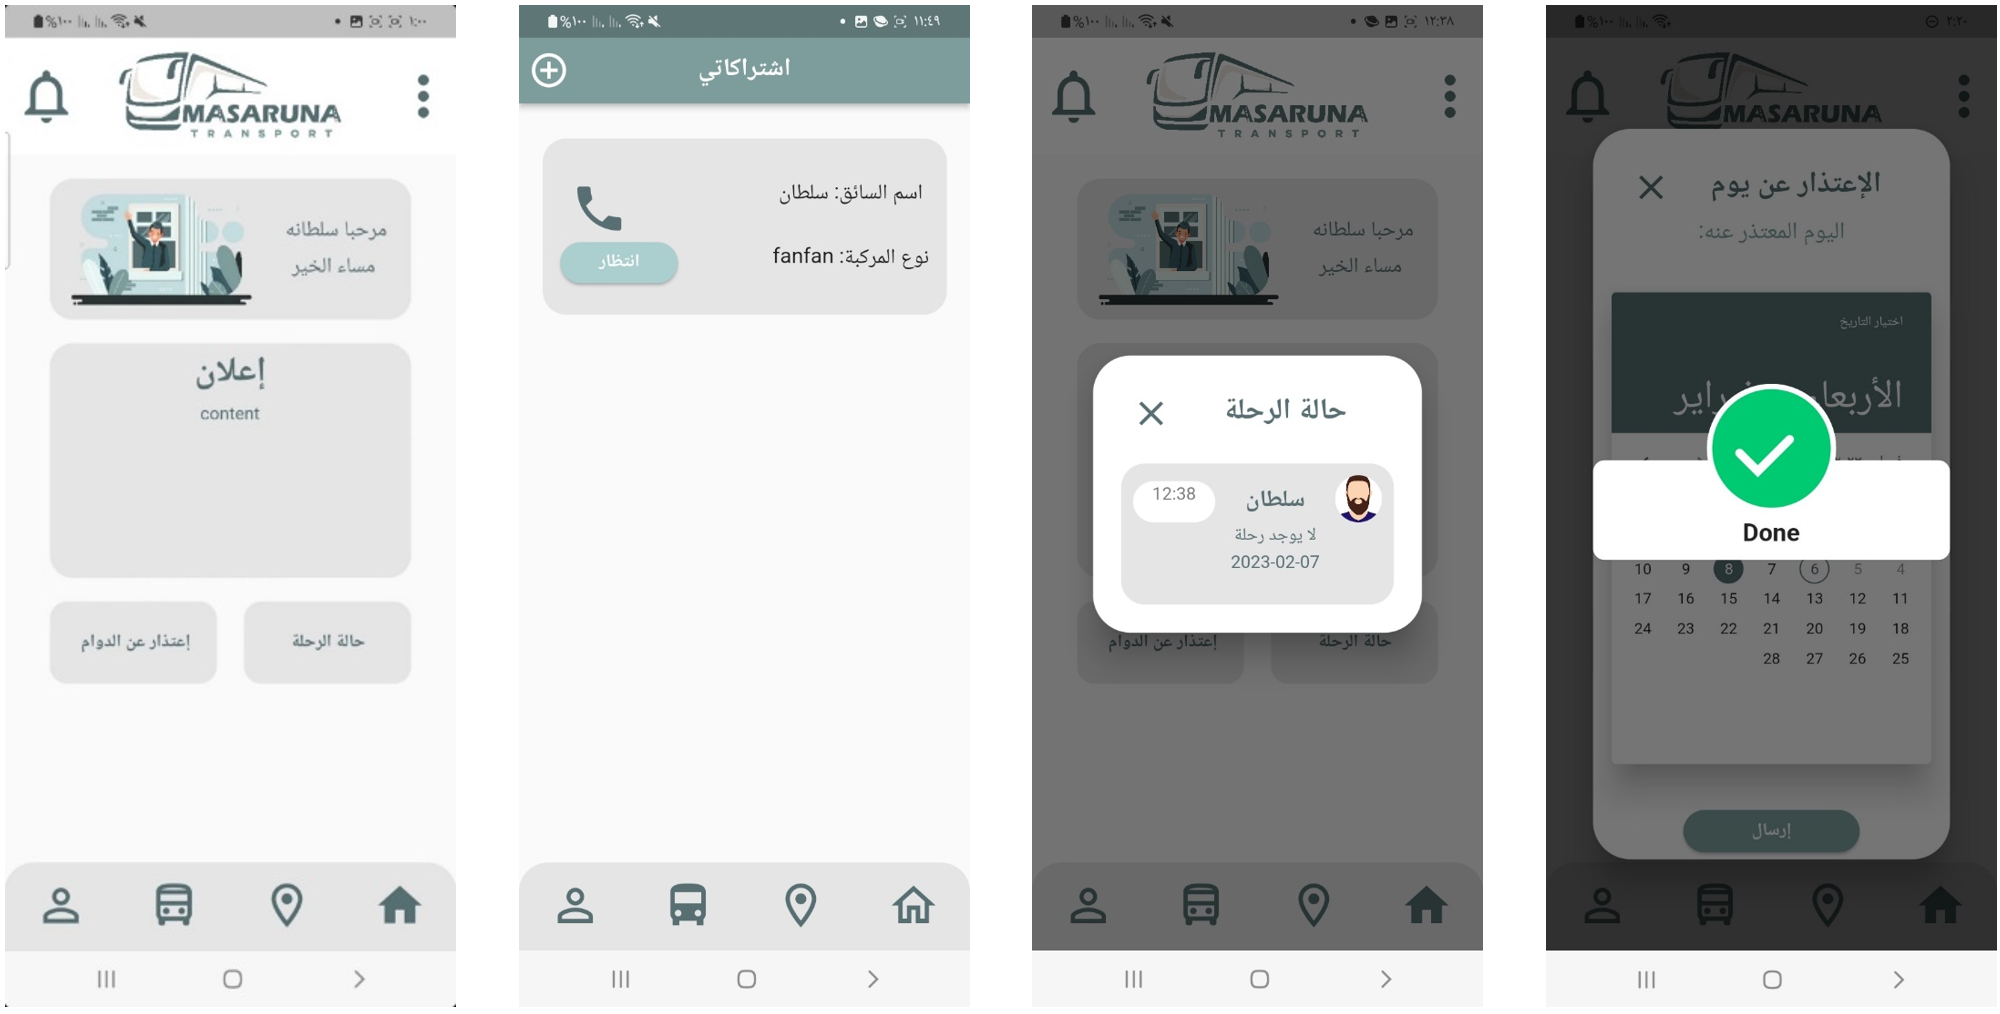 %١٠٠
١:٠٠
MASARUNA
TRANSPORT
مرحبا سلطانه
مساء الخير
إعلان
content
حالة الرحلة
إعتذار عن الدوام
%١٠٠
١١:٤٩
اشتراكاتي
اسم السائق: سلطان
نوع المركبة: fanfan
انتظار
%١٠٠
١٢:٣٨
MASARUNA
TRANSPORT
مرحبا سلطانه
مساء الخير
حالة الرحلة
سلطان
12:38
لا يوجد رحلة
2023-02-07
حالة الرحلة
إعتذار عن الدوام
%١٠٠
٢:٢٠
MASARUNA
الإعتذار عن يوم
اليوم المعتذر عنه:
اختيار التاريخ
Done
4 5 6 7 8 9 10
11 12 13 14 15 16 17
18 19 20 21 22 23 24
25 26 27 28
إرسال